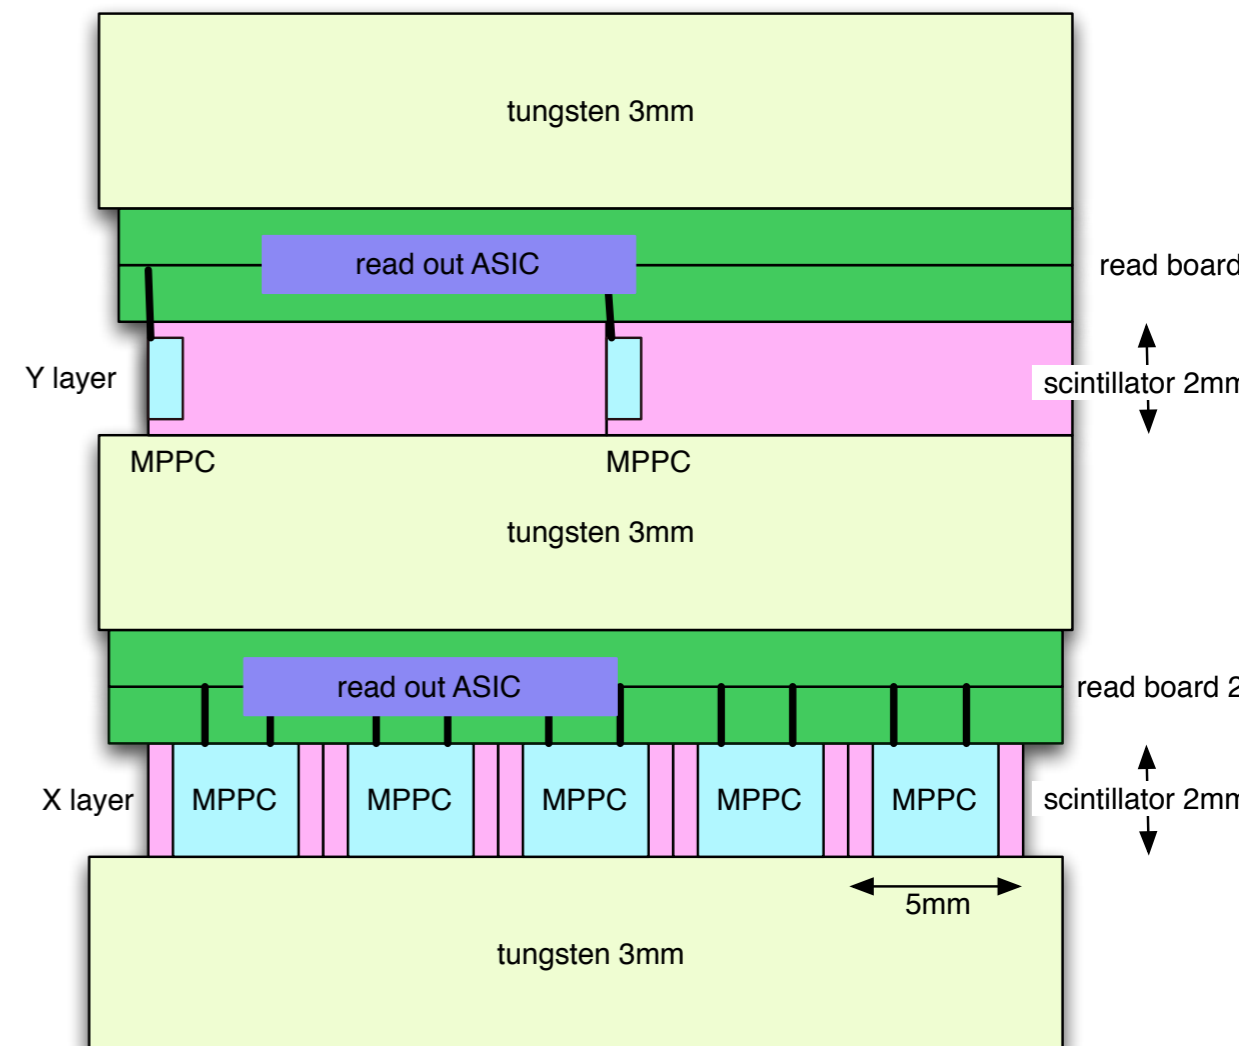 tungsten 3mm
read out ASIC
read board
Y layer
scintillator 2mm
MPPC
MPPC
tungsten 3mm
read out ASIC
read board 2
X layer
MPPC
MPPC
MPPC
MPPC
MPPC
scintillator 2mm
5mm
tungsten 3mm